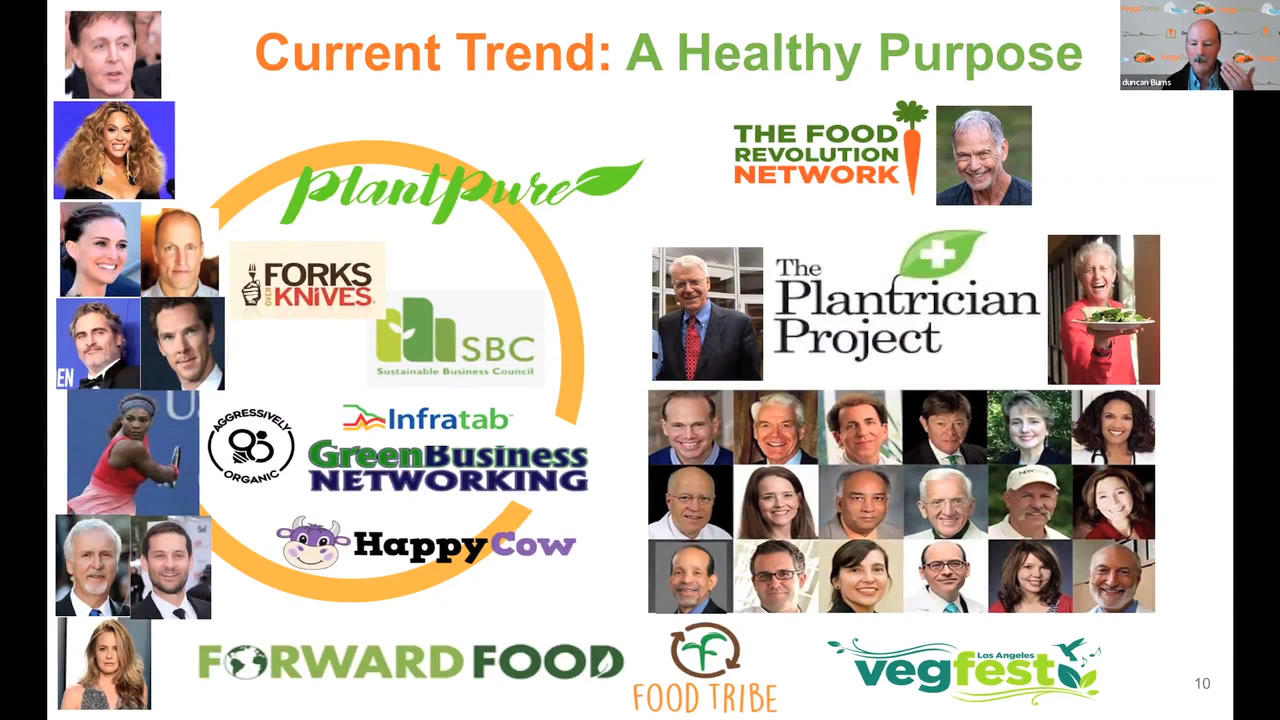 Current Trend: A Healthy Purpose
duncan Burns
plantpure
THE FOOD
REVOLUTION
NETWORK
FORKS
OVER
KNIVES
SBC
Sustainable Business Council
The
Plantrician
Project
EN
U
AGGRESSIVELY
ORGANIC
Infratab
GreenBusiness
NETWORKING
HappyCow
FORWARD FOOD
FOOD TRIBE
Los Angeles
vegfest
10